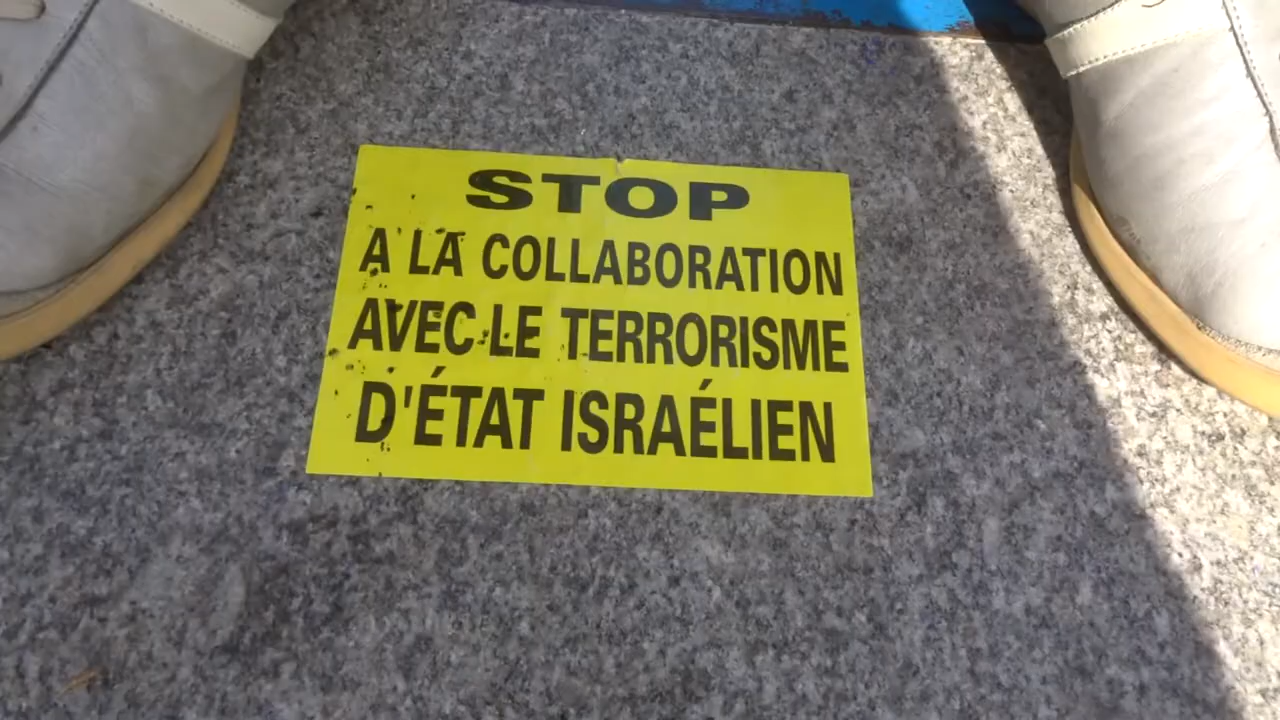 STOP
A LA COLLABORATION
AVEC LE TERRORISME
D'ÉTAT ISRAÉLIEN